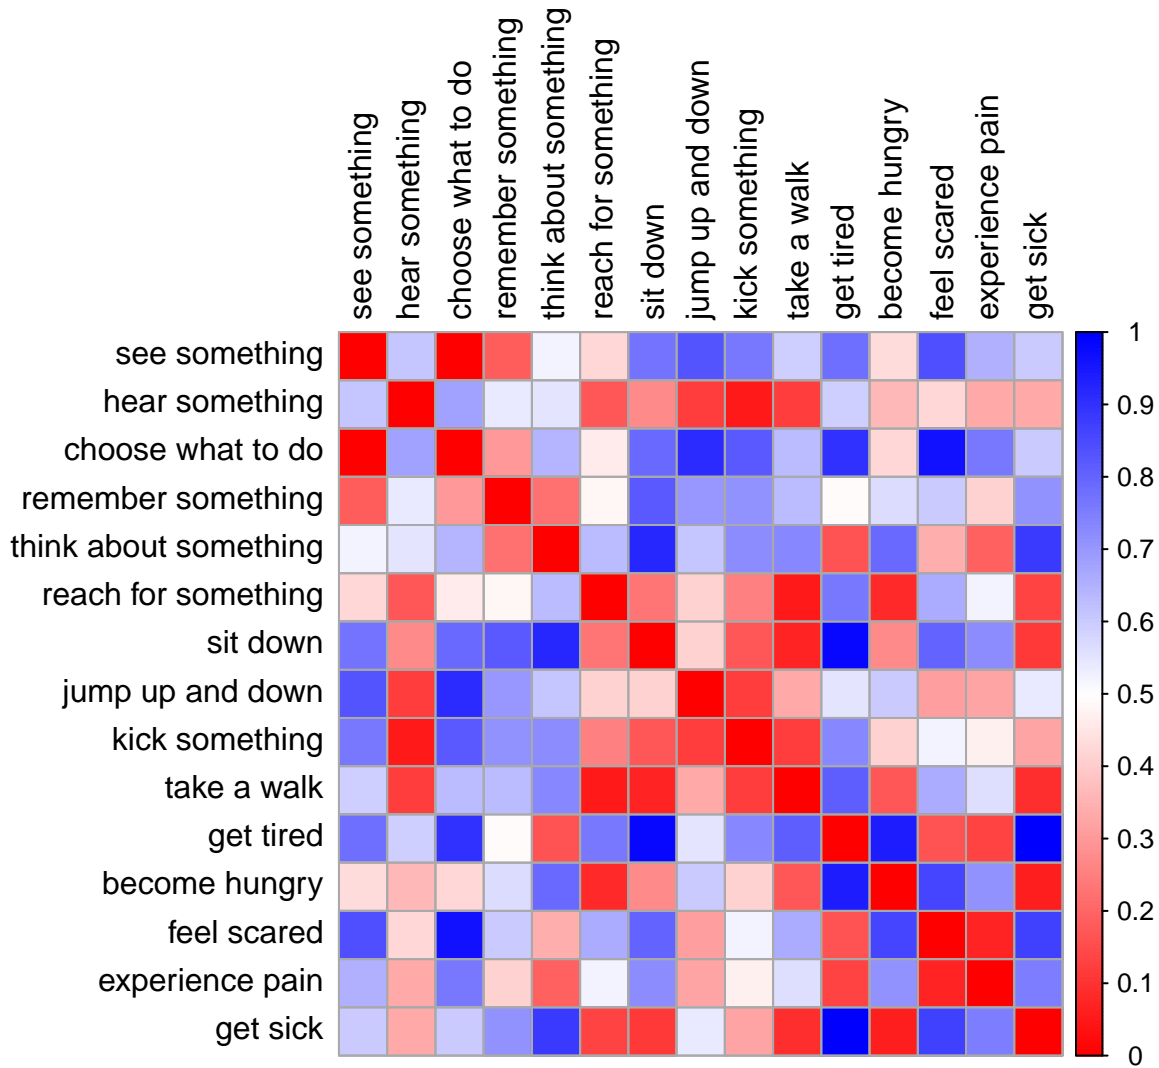 see something
hear something
choose what to do
remember something
think about something
reach for something
sit down
jump up and down
kick something
take a walk
get tired
become hungry
feel scared
experience pain
get sick
see something
hear something
choose what to do
remember something
think about something
reach for something
sit down
jump up and down
kick something
take a walk
get tired
become hungry
feel scared
experience pain
get sick
1
0.9
0.8
0.7
0.6
0.5
0.4
0.3
0.2
0.1
0